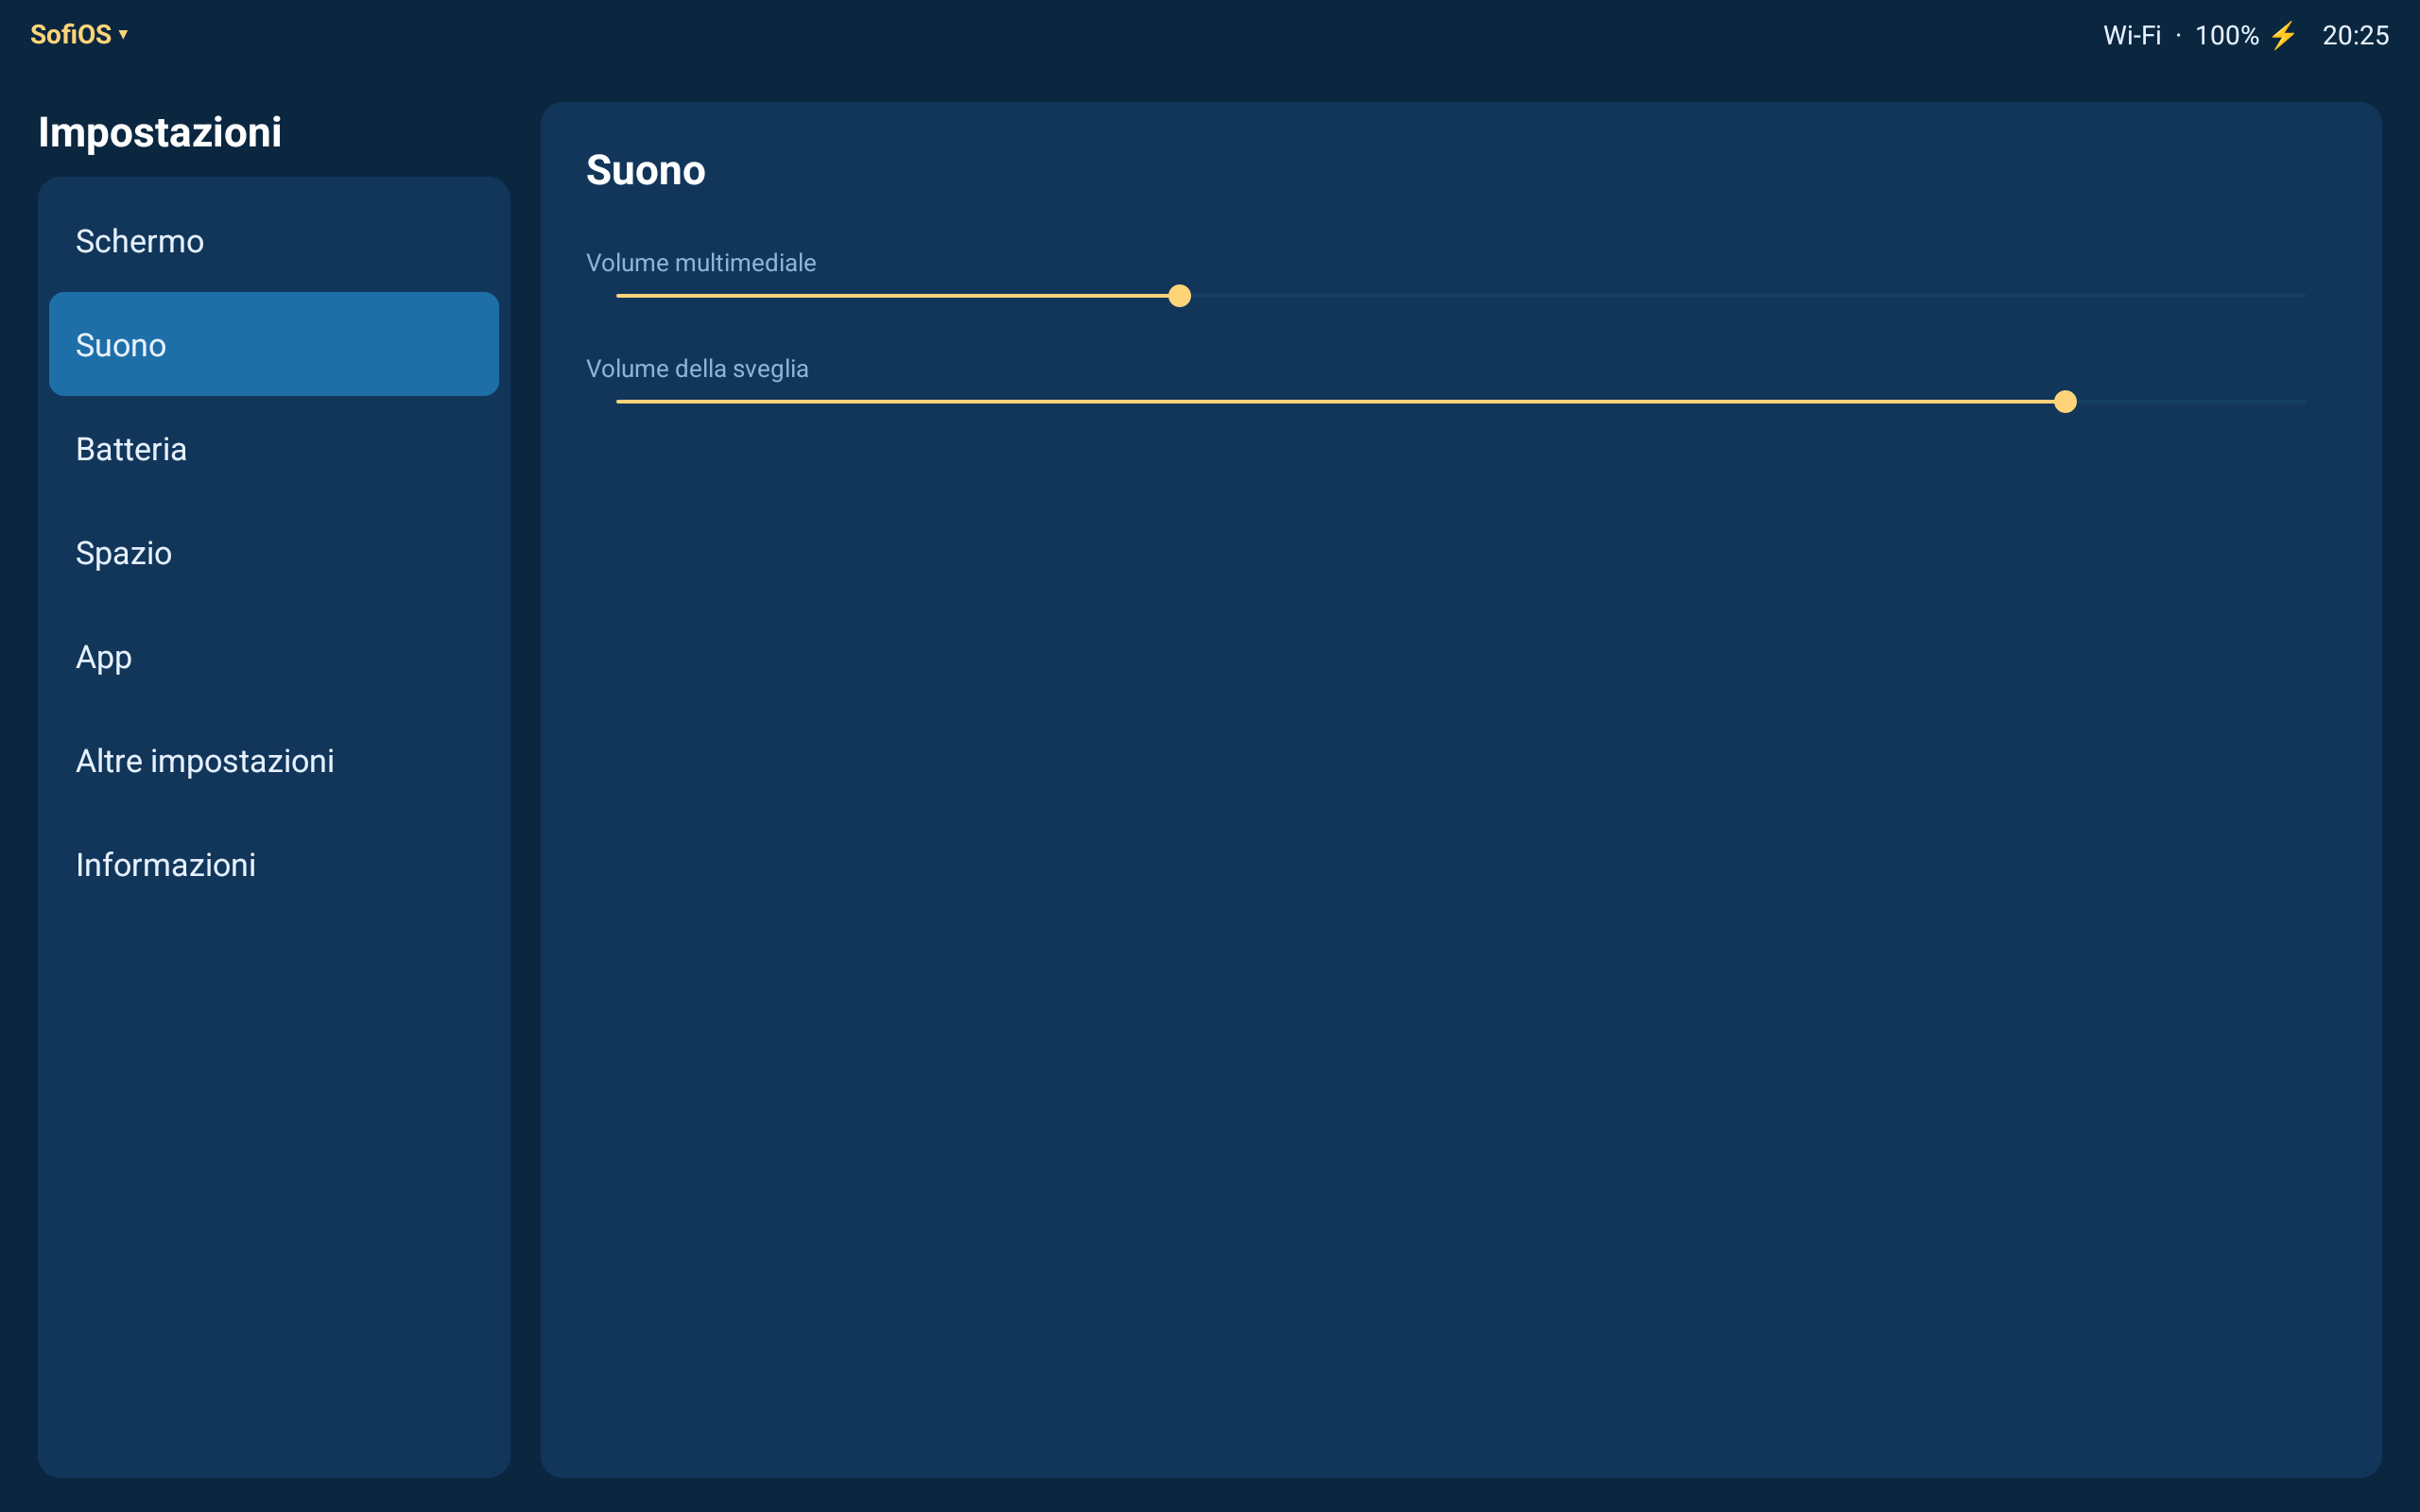 SofiOS ▾
Wi-Fi · 100% ⚡ 20:25
Impostazioni
Schermo
Suono
Batteria
Spazio
App
Altre impostazioni
Informazioni
Suono
Volume multimediale
Volume della sveglia